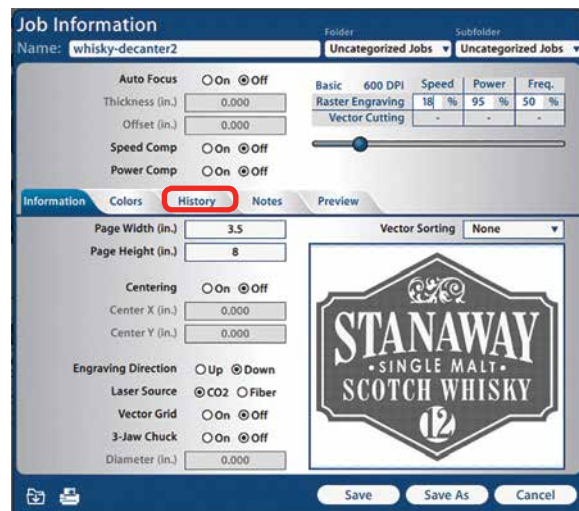 Job Information
Folder
Subfolder
Name: whisky-decanter2
Uncategorized Jobs
Uncategorized Jobs
Auto Focus On Off
Thickness (in.) 0.000
Offset (in.) 0.000
Speed Comp On Off
Power Comp On Off
Basic 600 DPI Speed Power Freq.
Raster Engraving 18 % 95 % 50 %
Vector Cutting - - -
Information Colors History Notes Preview
Page Width (in.) 3.5
Page Height (in.) 8
Centering On Off
Center X (in.) 0.000
Center Y (in.) 0.000
Engraving Direction Up Down
Laser Source CO2 Fiber
Vector Grid On Off
3-Jaw Chuck On Off
Diameter (in.) 0.000
Vector Sorting None
STANAWAY
•SINGLE MALT•
SCOTCH WHISKY
12
Save Save As Cancel